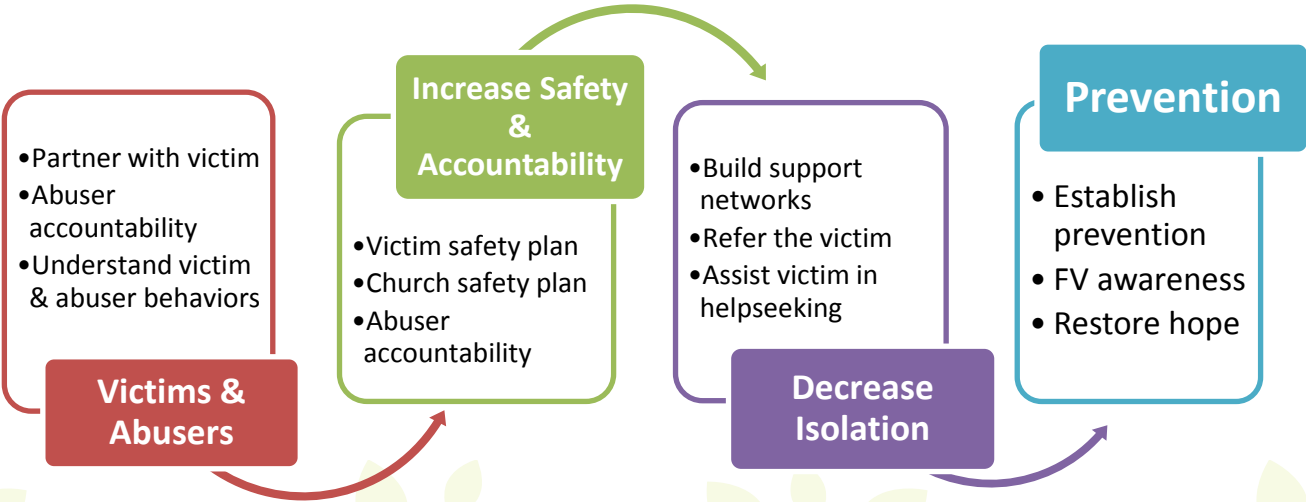 •Partner with victim
•Abuser
accountability
•Understand victim
& abuser behaviors
Victims &
Abusers
Increase Safety
&
Accountability
•Victim safety plan
•Church safety plan
•Abuser
accountability
•Build support
networks
•Refer the victim
•Assist victim in
helpseeking
Decrease
Isolation
Prevention
• Establish
prevention
• FV awareness
• Restore hope